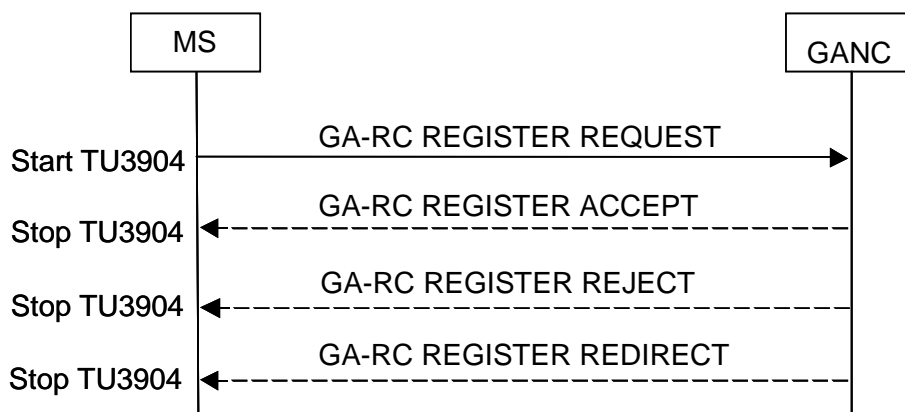 MS
GANC
GA-RC REGISTER REQUEST
Start TU3904
GA-RC REGISTER ACCEPT
Stop TU3904
GA-RC REGISTER REJECT
Stop TU3904
GA-RC REGISTER REDIRECT
Stop TU3904